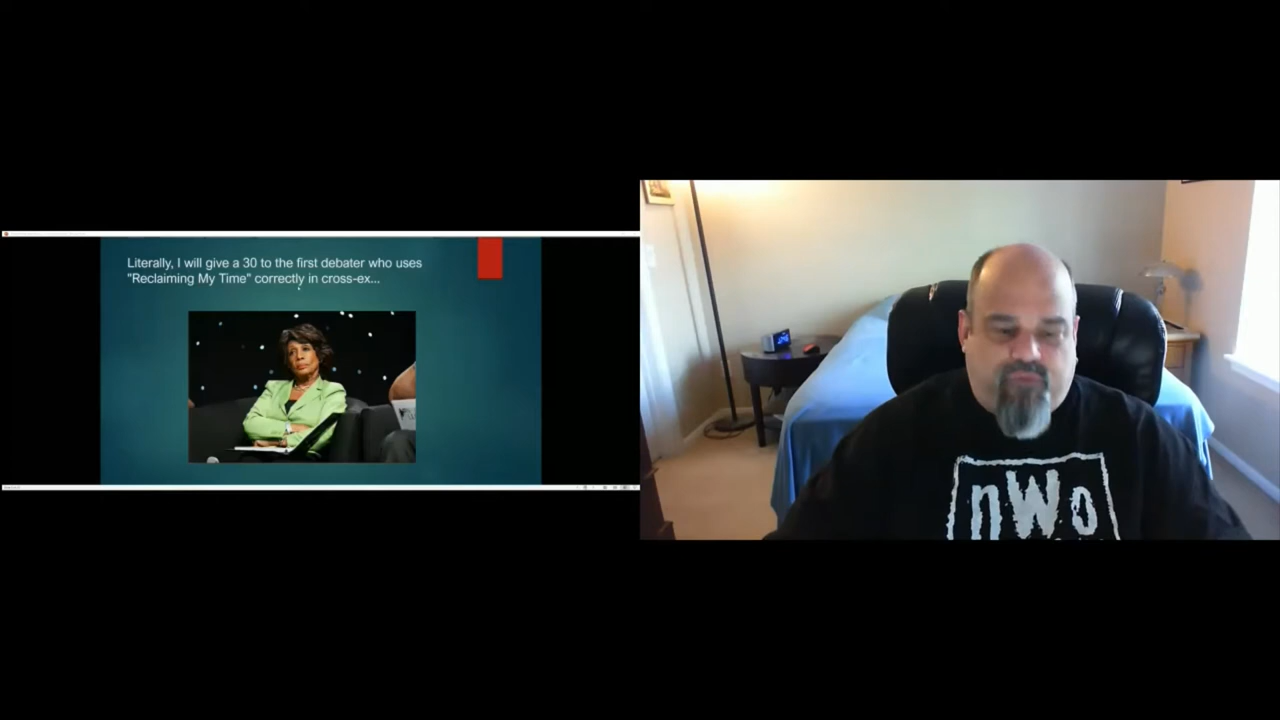 Literally, I will give a 30 to the first debater who uses
"Reclaiming My Time" correctly in cross-ex...
nWo